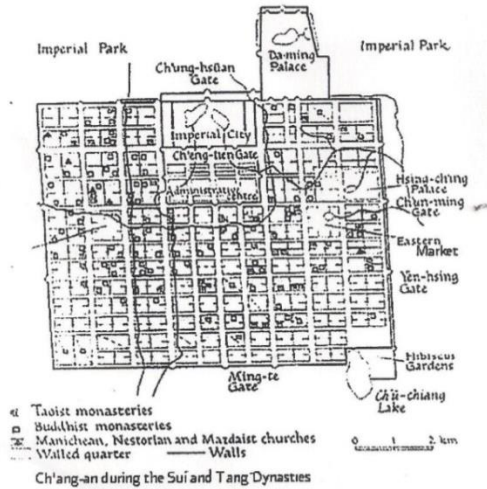 Imperial Park
Imperial Park
Da-ming
Palace
Ch'ung-hsüan
Gate
Imperial City
Ch'eng-tien Gate
Administrative
centre
Hsing-ch'ing
Palace
Chun-ming
Gate
Eastern
Market
Yen-hsing
Gate
Ming-te
Gate
Hibiscus
Gardens
Ch'ü-chiang
Lake
Taoist monasteries
Buddhist monasteries
Manichean, Nestorian and Mazdaist churches
Walled quarter
Walls
0 1 2 km
Ch'ang-an during the Sui and Tang Dynasties